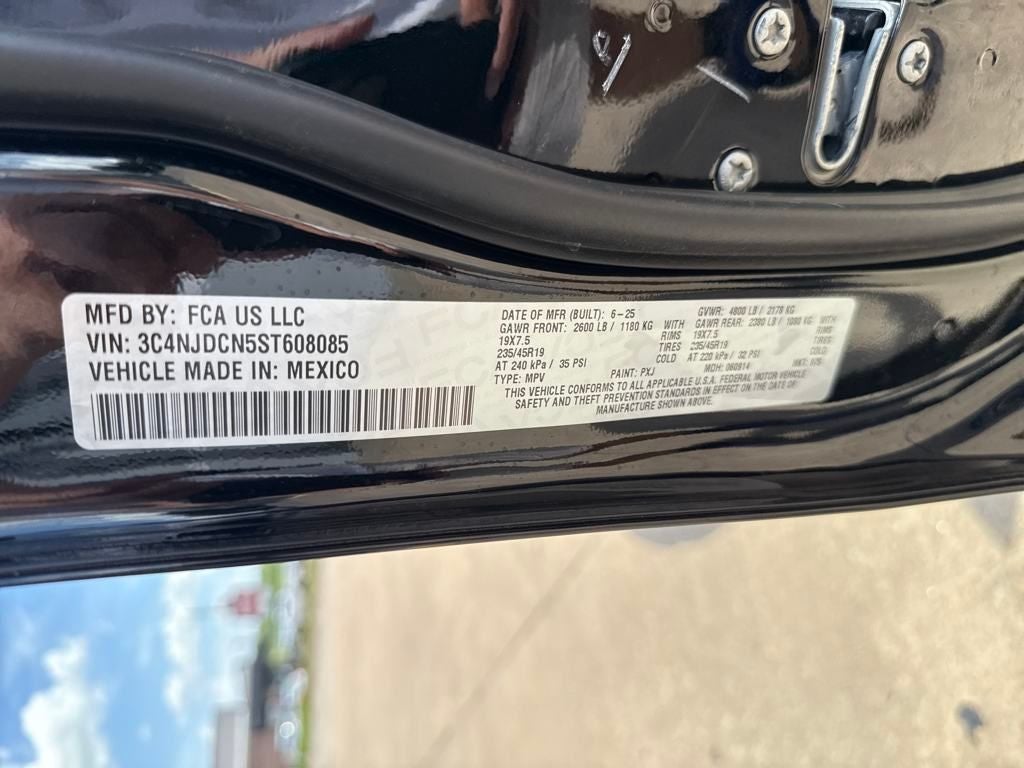 MFD BY: FCA US LLC
VIN: 3C4NJDCN5ST608085
VEHICLE MADE IN: MEXICO
DATE OF MFR (BUILT): 6-25 GVWR: 4800 LB / 2178 KG
GAWR FRONT: 2600 LB / 1180 KG WITH GAWR REAR: 2380 LB / 1080 KG WITH
19X7.5 RIMS 19X7.5 RIMS
235/45R19 TIRES 235/45R19 TIRES
AT 240 kPa / 35 PSI COLD AT 220 kPa / 32 PSI COLD
TYPE: MPV PAINT: PXJ MDH: 060914 HKT: U/S
THIS VEHICLE CONFORMS TO ALL APPLICABLE U.S.A. FEDERAL MOTOR VEHICLE
SAFETY AND THEFT PREVENTION STANDARDS IN EFFECT ON THE DATE OF
MANUFACTURE SHOWN ABOVE.